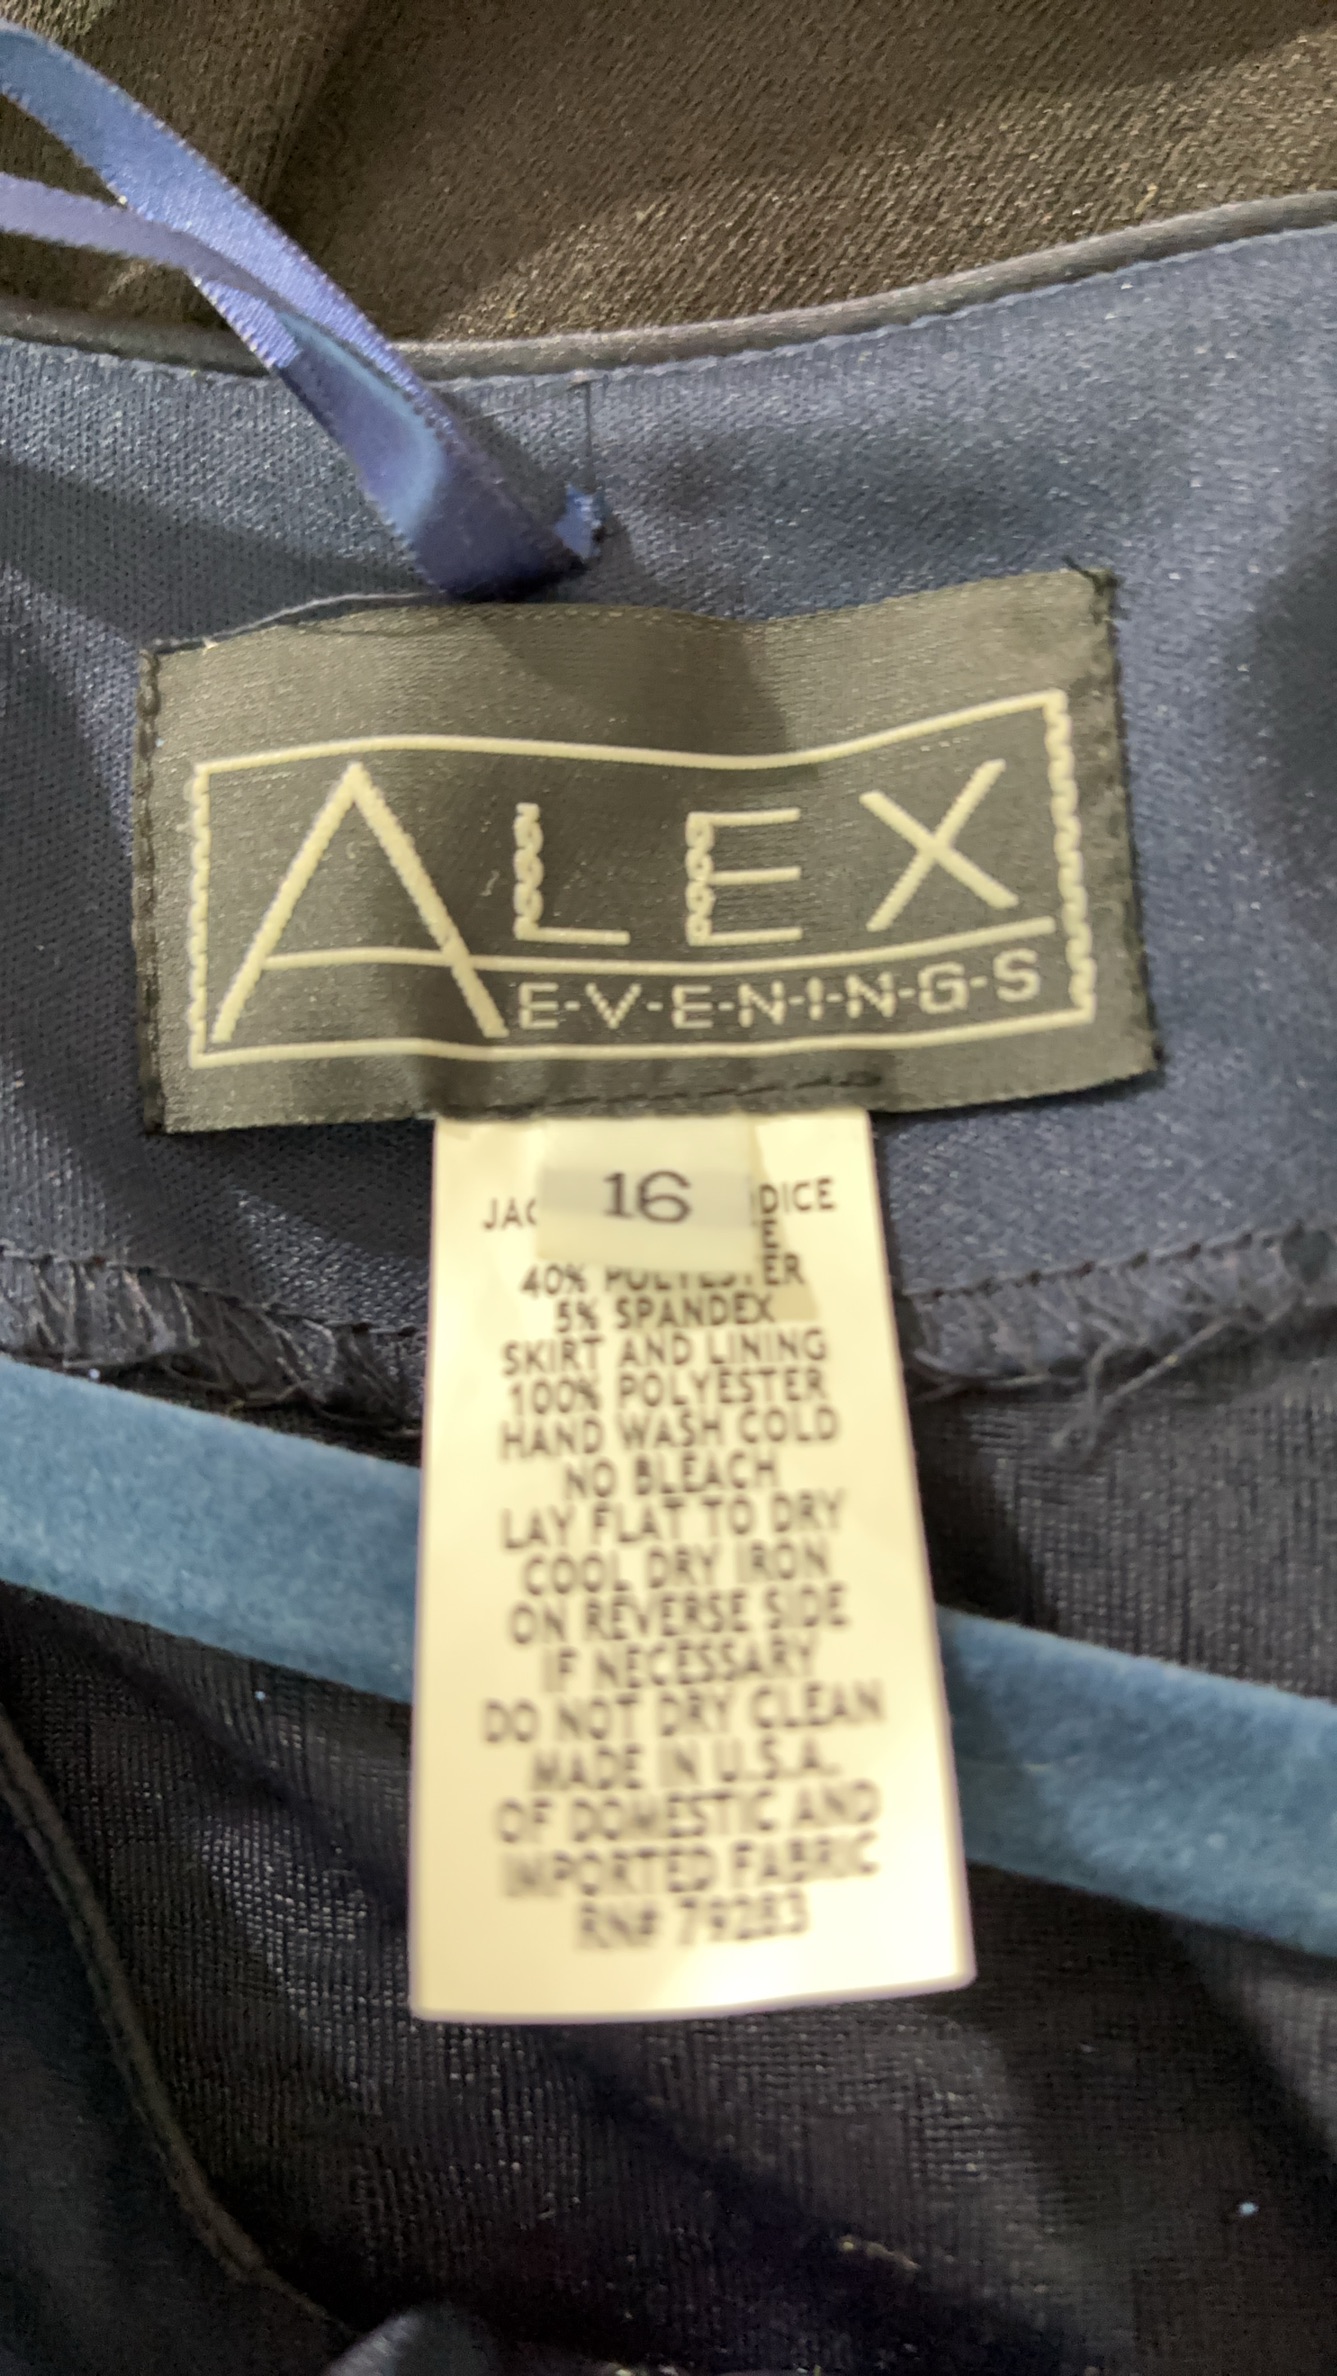 ALEX
E-V-E-N-I-N-G-S
16
40% POLYESTER
5% SPANDEX
SKIRT AND LINING
100% POLYESTER
HAND WASH COLD
NO BLEACH
LAY FLAT TO DRY
COOL DRY IRON
ON REVERSE SIDE
IF NECESSARY
DO NOT DRY CLEAN
MADE IN U.S.A.
OF DOMESTIC AND
IMPORTED FABRIC
RN# 79283